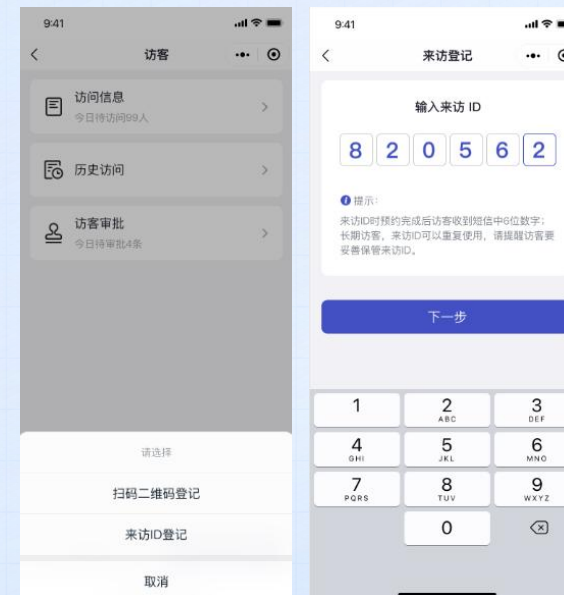 9:41
访客
访问信息
今日待访问99人
历史访问
访客审批
今日待审批4条
请选择
扫码二维码登记
来访ID登记
取消
9:41
来访登记
输入来访 ID
8 2 0 5 6 2
提示:
来访ID时预约完成后访客收到短信中6位数字;
长期访客,来访ID可以重复使用,请提醒访客要
妥善保管来访ID。
下一步
1 2 3
ABC DEF
4 5 6
GHI JKL MNO
7 8 9
PQRS TUV WXYZ
0